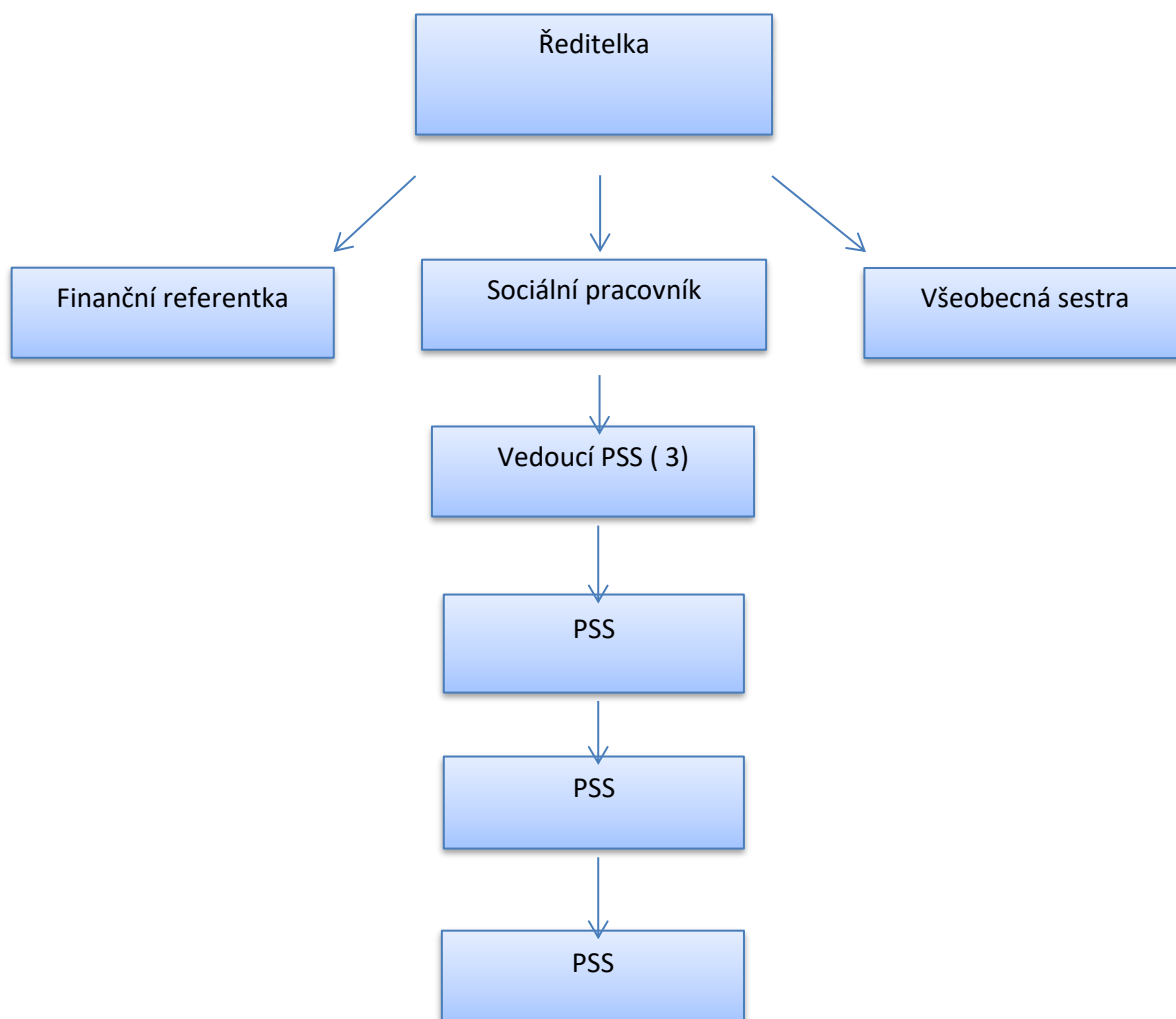 Ředitelka
Finanční referentka
Sociální pracovník
Všeobecná sestra
Vedoucí PSS ( 3)
PSS
PSS
PSS